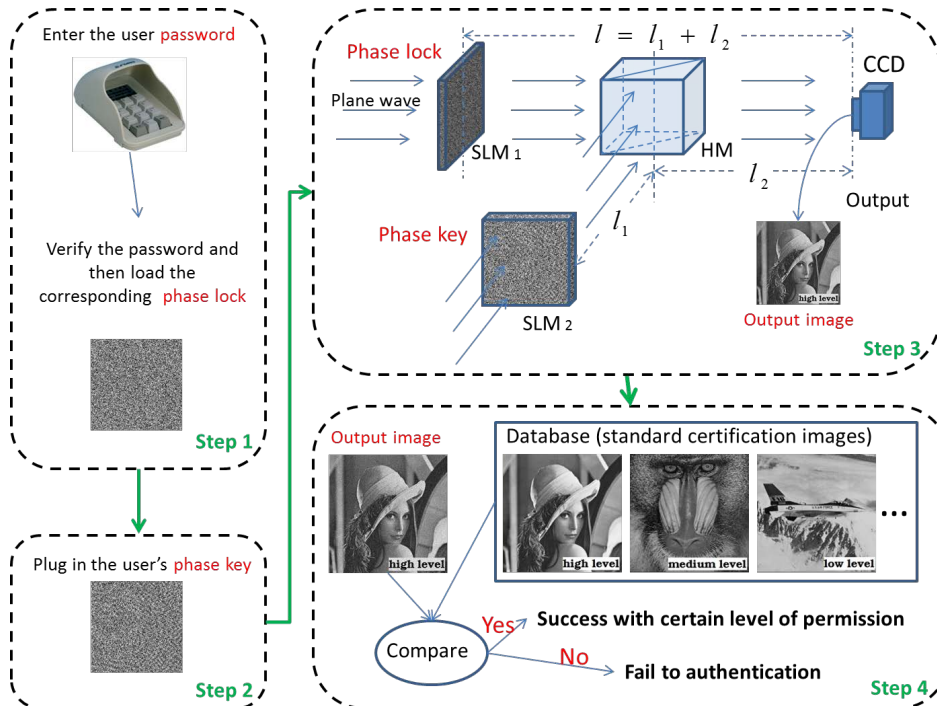 Enter the user password
Verify the password and
then load the
corresponding phase lock
Step 1
Plug in the user's phase key
Step 2
Phase lock
Plane wave
SLM 1
l = l1 + l2
HM
CCD
l2
l1
Output
Phase key
SLM 2
high level
Output image
Step 3
Output image
high level
Database (standard certification images)
high level
medium level
low level
...
Compare
Yes
Success with certain level of permission
No
Fail to authentication
Step 4